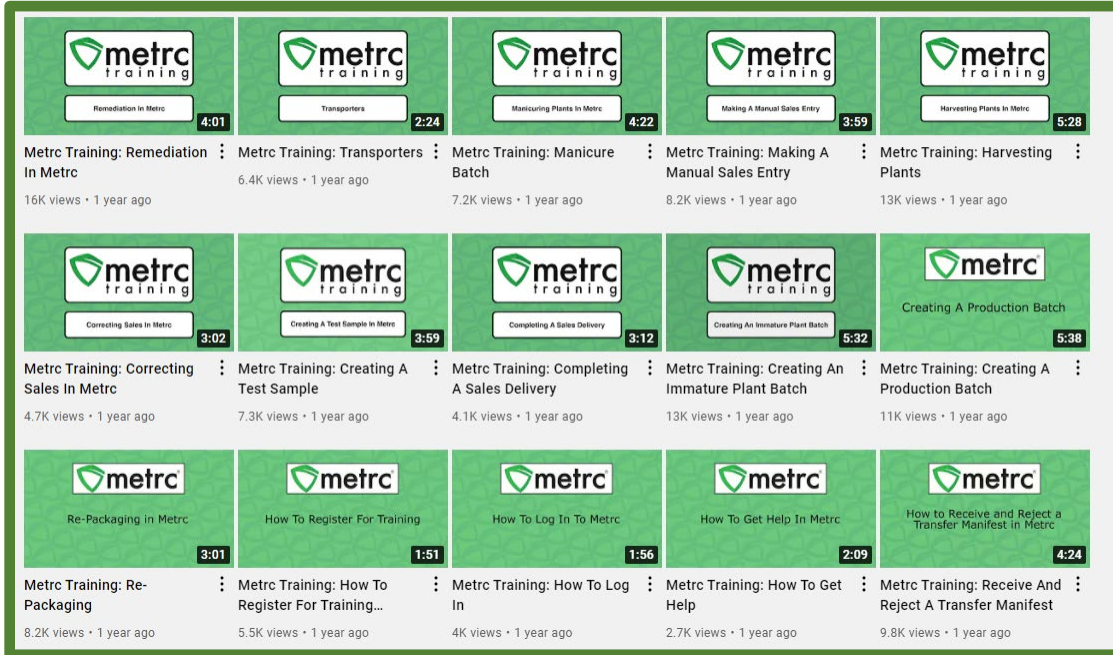 metrc
training
Remediation In Metrc
4:01
Metrc Training: Remediation
In Metrc
16K views • 1 year ago
metrc
training
Transporters
2:24
Metrc Training: Transporters
6.4K views • 1 year ago
metrc
training
Manicuring Plants In Metrc
4:22
Metrc Training: Manicure
Batch
7.2K views • 1 year ago
metrc
training
Making A Manual Sales Entry
3:59
Metrc Training: Making A
Manual Sales Entry
8.2K views • 1 year ago
metrc
training
Harvesting Plants In Metrc
5:28
Metrc Training: Harvesting
Plants
13K views • 1 year ago
metrc
training
Correcting Sales In Metrc
3:02
Metrc Training: Correcting
Sales In Metrc
4.7K views • 1 year ago
metrc
training
Creating A Test Sample In Metrc
3:59
Metrc Training: Creating A
Test Sample
7.3K views • 1 year ago
metrc
training
Completing A Sales Delivery
3:12
Metrc Training: Completing
A Sales Delivery
4.1K views • 1 year ago
metrc
training
Creating An Immature Plant Batch
5:32
Metrc Training: Creating An
Immature Plant Batch
13K views • 1 year ago
metrc
Creating A Production Batch
5:38
Metrc Training: Creating A
Production Batch
11K views • 1 year ago
metrc
Re-Packaging in Metrc
3:01
Metrc Training: Re-
Packaging
8.2K views • 1 year ago
metrc
How To Register For Training
1:51
Metrc Training: How To
Register For Training...
5.5K views • 1 year ago
metrc
How To Log In To Metrc
1:56
Metrc Training: How To Log
In
4K views • 1 year ago
metrc
How To Get Help In Metrc
2:09
Metrc Training: How To Get
Help
2.7K views • 1 year ago
metrc
How to Receive and Reject a
Transfer Manifest in Metrc
4:24
Metrc Training: Receive And
Reject A Transfer Manifest
9.8K views • 1 year ago